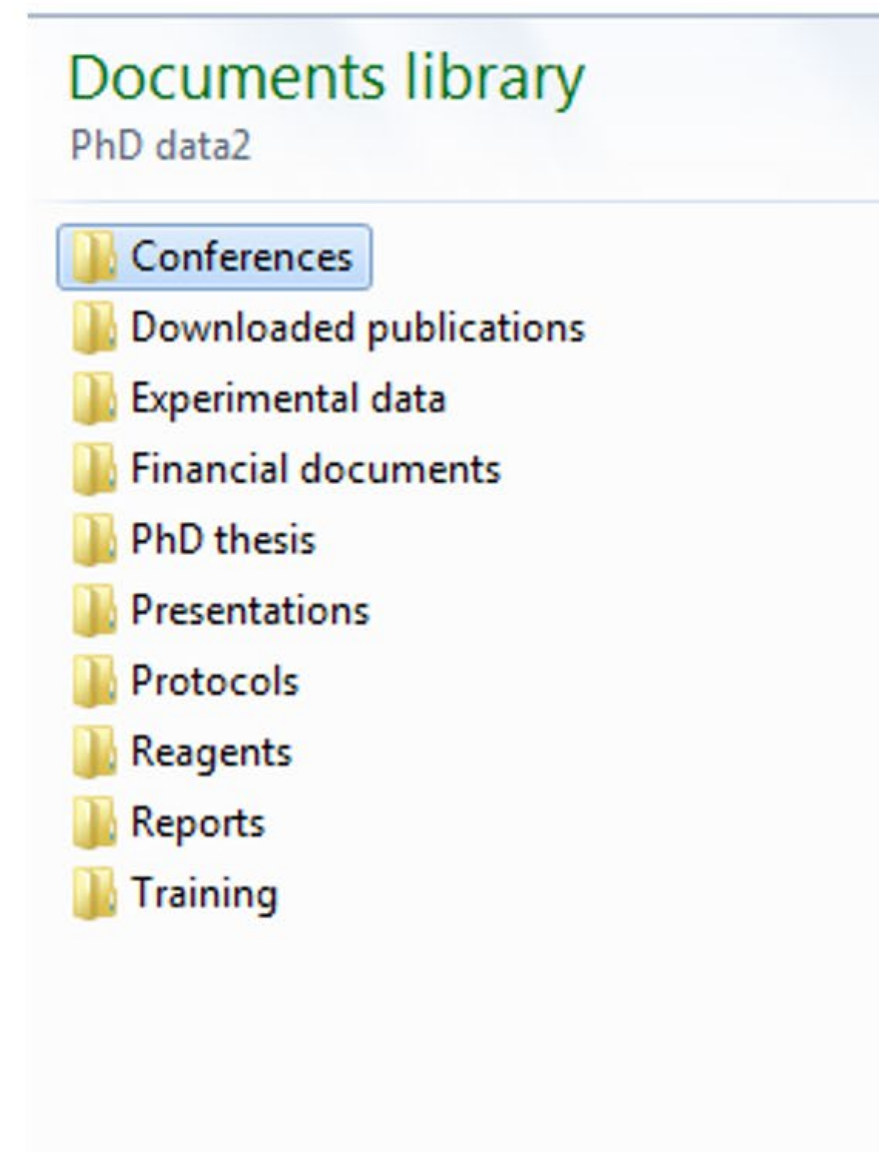 Documents library
PhD data2
Conferences
Downloaded publications
Experimental data
Financial documents
PhD thesis
Presentations
Protocols
Reagents
Reports
Training